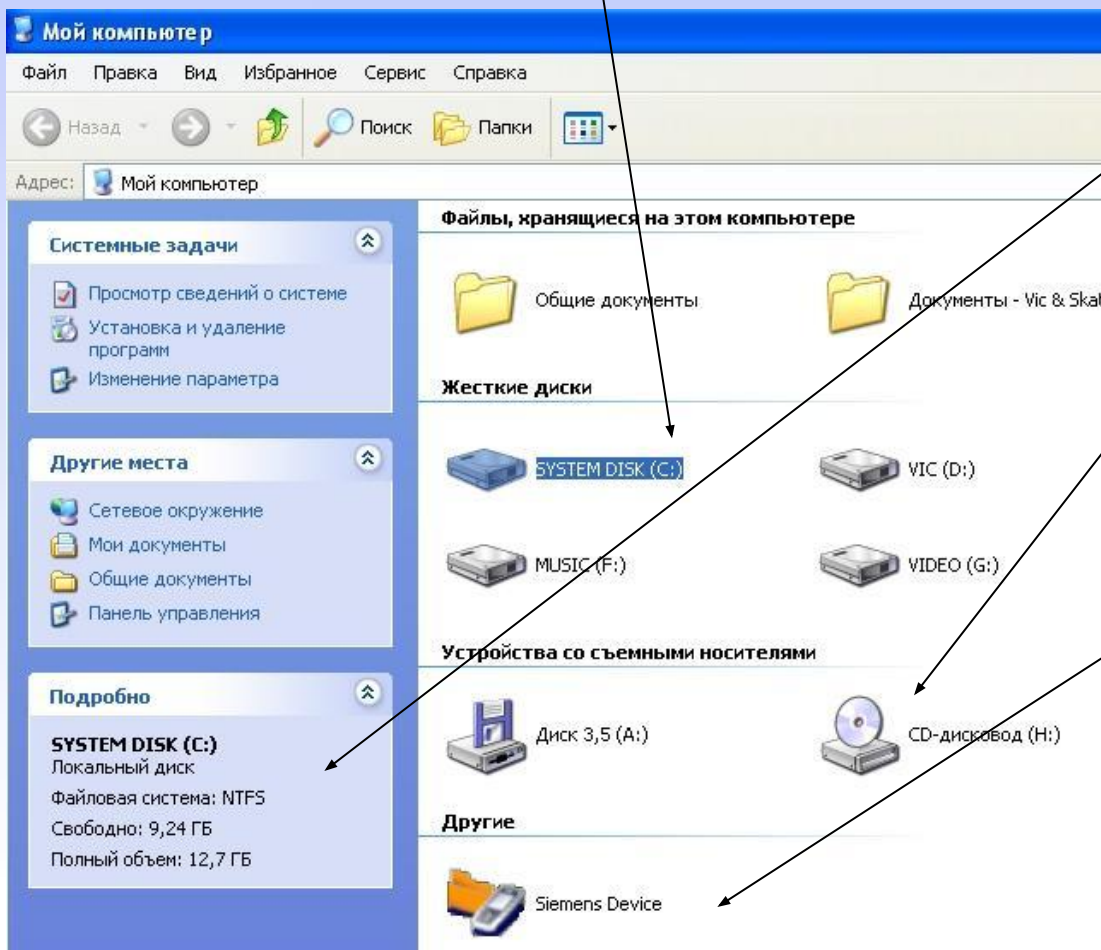 Мой компьютер
Файл Правка Вид Избранное Сервис Справка
Назад Поиск Папки
Адрес: Мой компьютер
Системные задачи
Просмотр сведений о системе
Установка и удаление
программ
Изменение параметра
Другие места
Сетевое окружение
Мои документы
Общие документы
Панель управления
Подробно
SYSTEM DISK (C:)
Локальный диск
Файловая система: NTFS
Свободно: 9,24 ГБ
Полный объем: 12,7 ГБ
Файлы, хранящиеся на этом компьютере
Общие документы
Документы - Vic & Skat
Жесткие диски
SYSTEM DISK (C:)
VIC (D:)
MUSIC (F:)
VIDEO (G:)
Устройства со съемными носителями
Диск 3,5 (A:)
CD-дисковод (H:)
Другие
Siemens Device